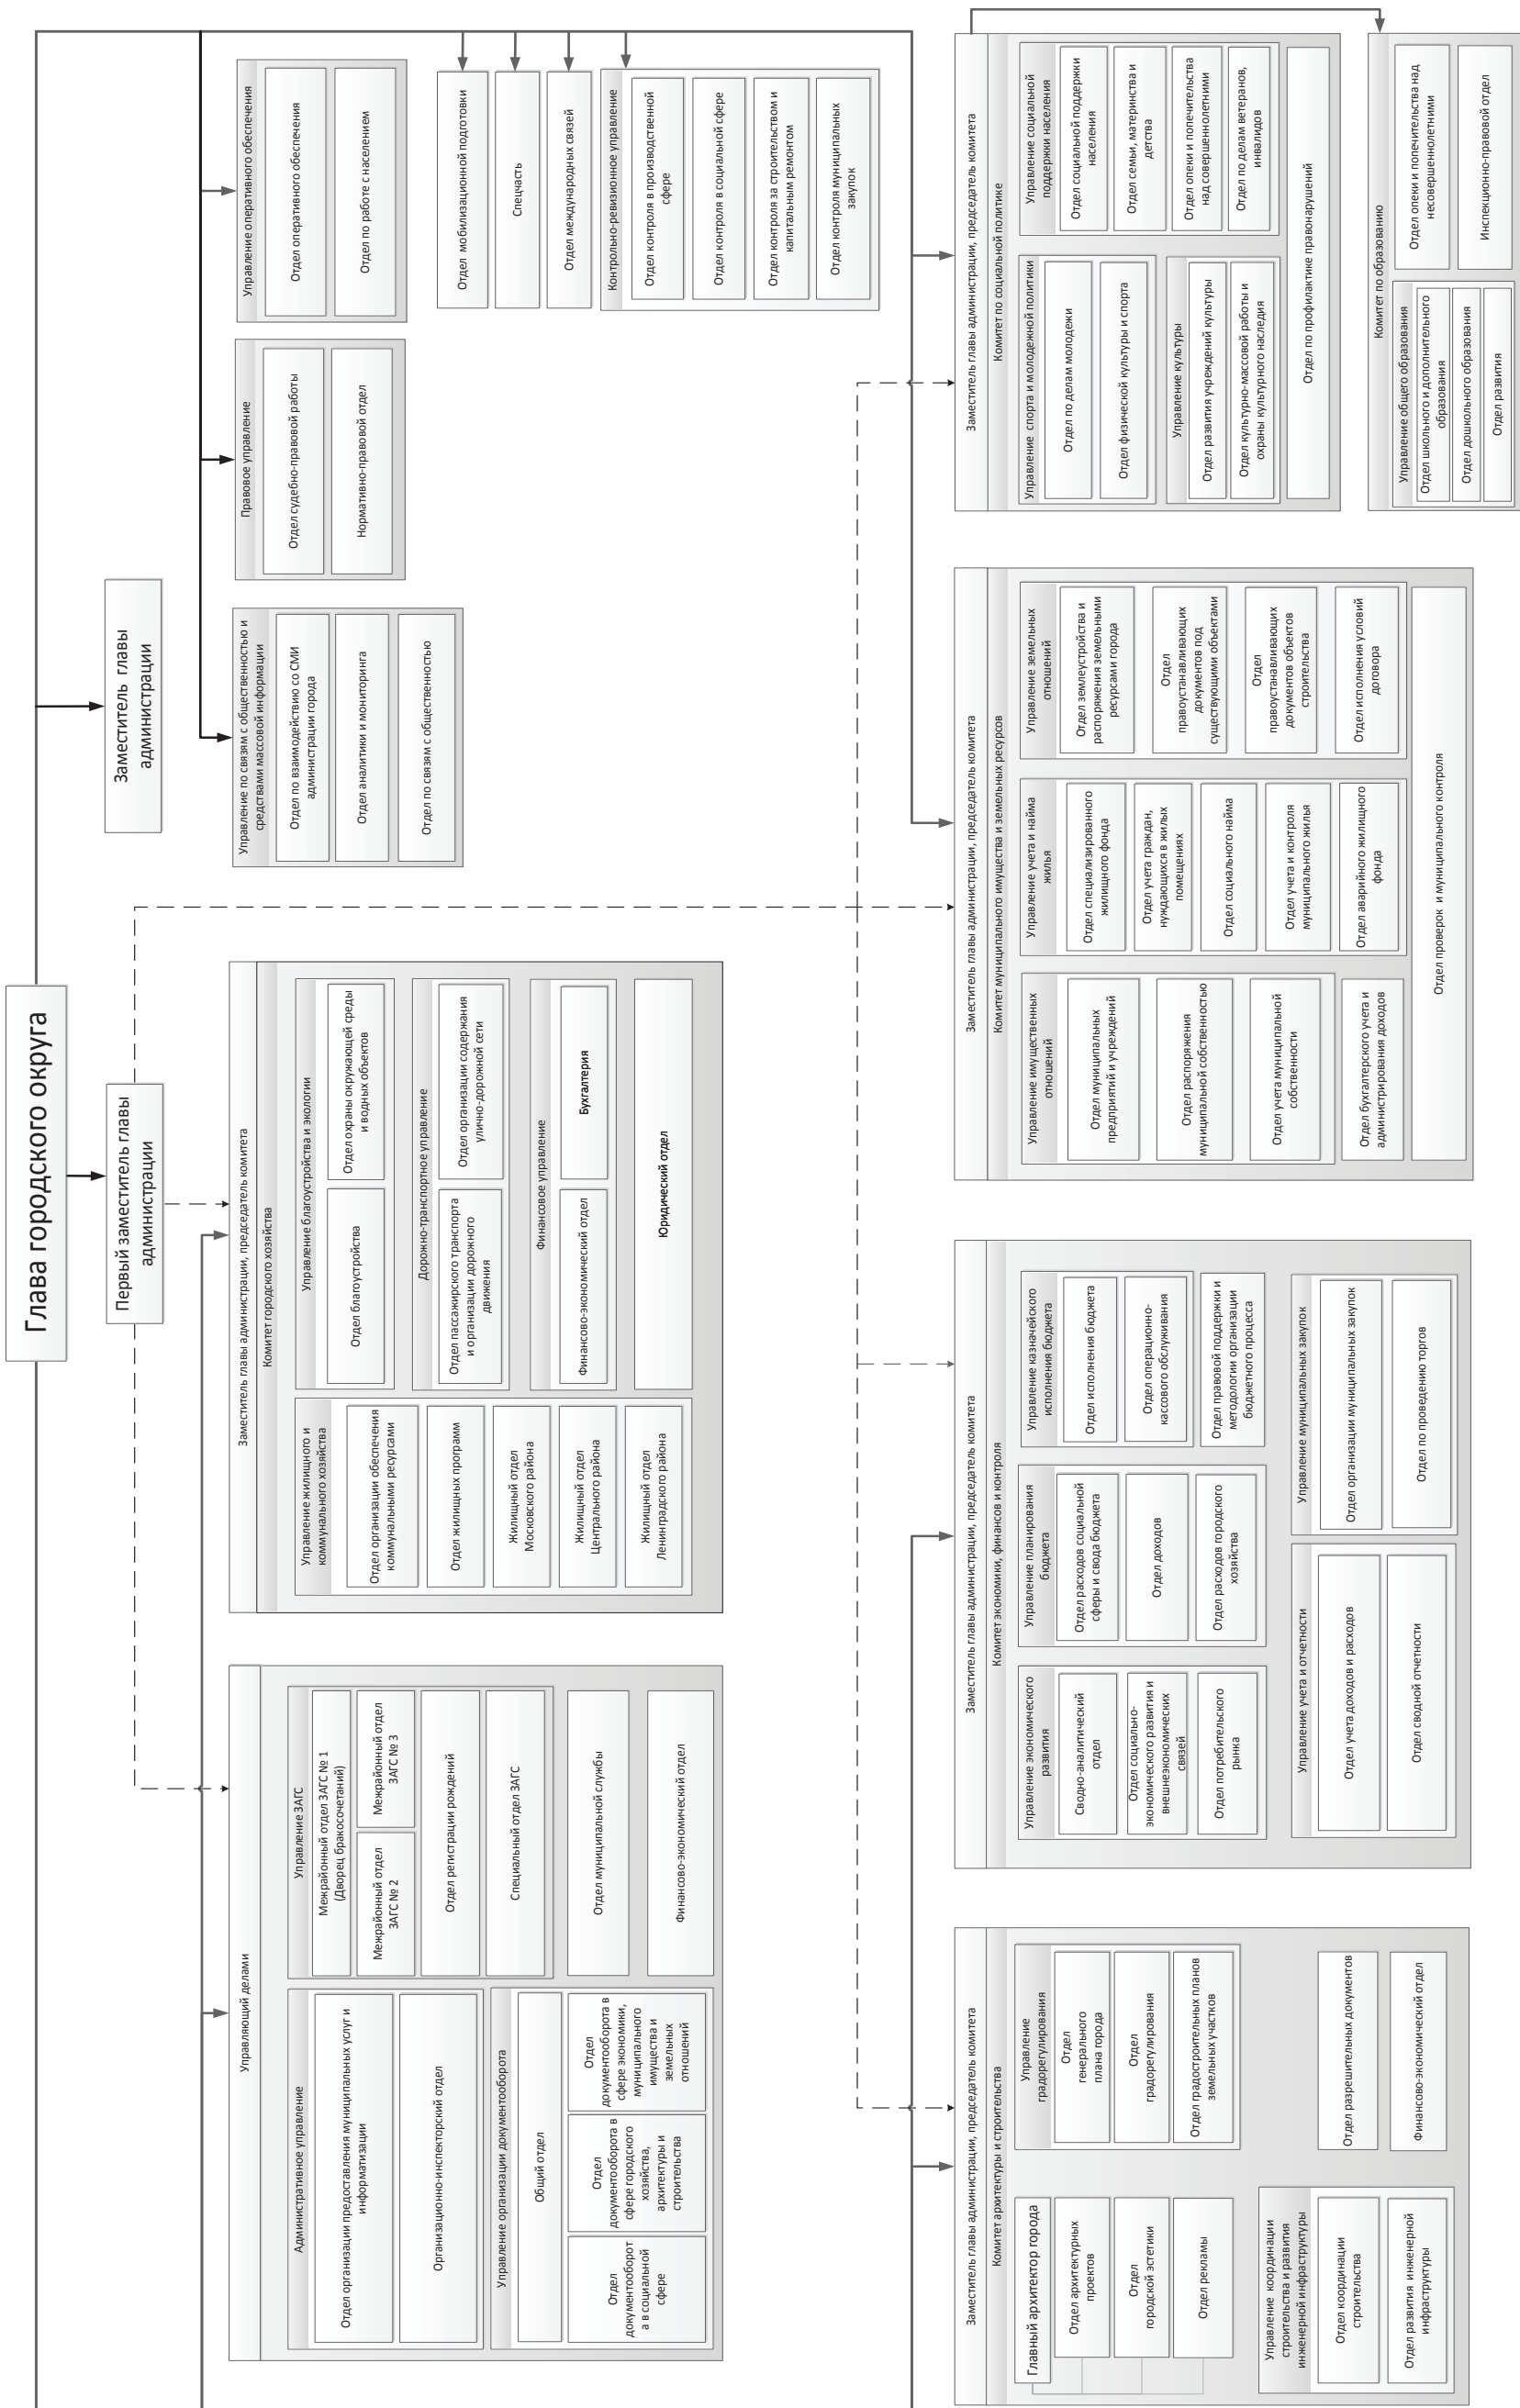 Глава городского округа
Первый заместитель главы
администрации
Заместитель главы
администрации
Управляющий делами
Административное управление
Отдел организации предоставления муниципальных услуг и
информатизации
Организационно-инспекторский отдел
Управление организации документооборота
Общий отдел
Отдел
документооборот
а в социальной
сфере
Отдел
документооборота в
сфере городского
хозяйства,
архитектуры и
строительства
Отдел
документооборота в
сфере экономики,
муниципального
имущества и
земельных
отношений
Управление ЗАГС
Межрайонный отдел ЗАГС № 1
(Дворец бракосочетаний)
Межрайонный отдел
ЗАГС № 2
Межрайонный отдел
ЗАГС № 3
Отдел регистрации рождений
Специальный отдел ЗАГС
Отдел муниципальной службы
Финансово-экономический отдел
Заместитель главы администрации, председатель комитета
Комитет городского хозяйства
Управление жилищного и
коммунального хозяйства
Отдел организации обеспечения
коммунальными ресурсами
Отдел жилищных программ
Жилищный отдел
Московского района
Жилищный отдел
Центрального района
Жилищный отдел
Ленинградского района
Управление благоустройства и экологии
Отдел благоустройства
Отдел охраны окружающей среды
и водных объектов
Дорожно-транспортное управление
Отдел пассажирского транспорта
и организации дорожного
движения
Отдел организации содержания
улично-дорожной сети
Финансовое управление
Финансово-экономический отдел
Бухгалтерия
Юридический отдел
Управление по связям с общественностью и
средствами массовой информации
Отдел по взаимодействию со СМИ
администрации города
Отдел аналитики и мониторинга
Отдел по связям с общественностью
Правовое управление
Отдел судебно-правовой работы
Нормативно-правовой отдел
Управление оперативного обеспечения
Отдел оперативного обеспечения
Отдел по работе с населением
Отдел мобилизационной подготовки
Спецчасть
Отдел международных связей
Контрольно-ревизионное управление
Отдел контроля в производственной
сфере
Отдел контроля в социальной сфере
Отдел контроля за строительством и
капитальным ремонтом
Отдел контроля муниципальных
закупок
Заместитель главы администрации, председатель комитета
Комитет архитектуры и строительства
Главный архитектор города
Отдел архитектурных
проектов
Отдел
городской эстетики
Отдел рекламы
Управление
градорегулирования
Отдел
генерального
плана города
Отдел
градорегулирования
Отдел градостроительных планов
земельных участков
Управление координации
строительства и развития
инженерной инфраструктуры
Отдел координации
строительства
Отдел развития инженерной
инфраструктуры
Отдел разрешительных документов
Финансово-экономический отдел
Заместитель главы администрации, председатель комитета
Комитет экономики, финансов и контроля
Управление экономического
развития
Сводно-аналитический
отдел
Отдел социально-
экономического развития и
внешнеэкономических
связей
Отдел потребительского
рынка
Управление планирования
бюджета
Отдел расходов социальной
сферы и свода бюджета
Отдел доходов
Отдел расходов городского
хозяйства
Управление казначейского
исполнения бюджета
Отдел исполнения бюджета
Отдел операционно-
кассового обслуживания
Отдел правовой поддержки и
методологии организации
бюджетного процесса
Управление учета и отчетности
Отдел учета доходов и расходов
Отдел сводной отчетности
Управление муниципальных закупок
Отдел организации муниципальных закупок
Отдел по проведению торгов
Заместитель главы администрации, председатель комитета
Комитет муниципального имущества и земельных ресурсов
Управление имущественных
отношений
Отдел муниципальных
предприятий и учреждений
Отдел распоряжения
муниципальной собственностью
Отдел учета муниципальной
собственности
Отдел бухгалтерского учета и
администрирования доходов
Управление учета и найма
жилья
Отдел специализированного
жилищного фонда
Отдел учета граждан,
нуждающихся в жилых
помещениях
Отдел социального найма
Отдел учета и контроля
муниципального жилья
Отдел аварийного жилищного
фонда
Управление земельных
отношений
Отдел землеустройства и
распоряжения земельными
ресурсами города
Отдел
правоустанавливающих
документов под
существующими объектами
Отдел
правоустанавливающих
документов объектов
строительства
Отдел исполнения условий
договора
Отдел проверок и муниципального контроля
Заместитель главы администрации, председатель комитета
Комитет по социальной политике
Управление спорта и молодежной политики
Отдел по делам молодежи
Отдел физической культуры и спорта
Управление культуры
Отдел развития учреждений культуры
Отдел культурно-массовой работы и
охраны культурного наследия
Управление социальной
поддержки населения
Отдел социальной поддержки
населения
Отдел семьи, материнства и
детства
Отдел опеки и попечительства
над совершеннолетними
Отдел по делам ветеранов,
инвалидов
Отдел по профилактике правонарушений
Комитет по образованию
Управление общего образования
Отдел школьного и дополнительного
образования
Отдел дошкольного образования
Отдел развития
Отдел опеки и попечительства над
несовершеннолетними
Инспекционно-правовой отдел